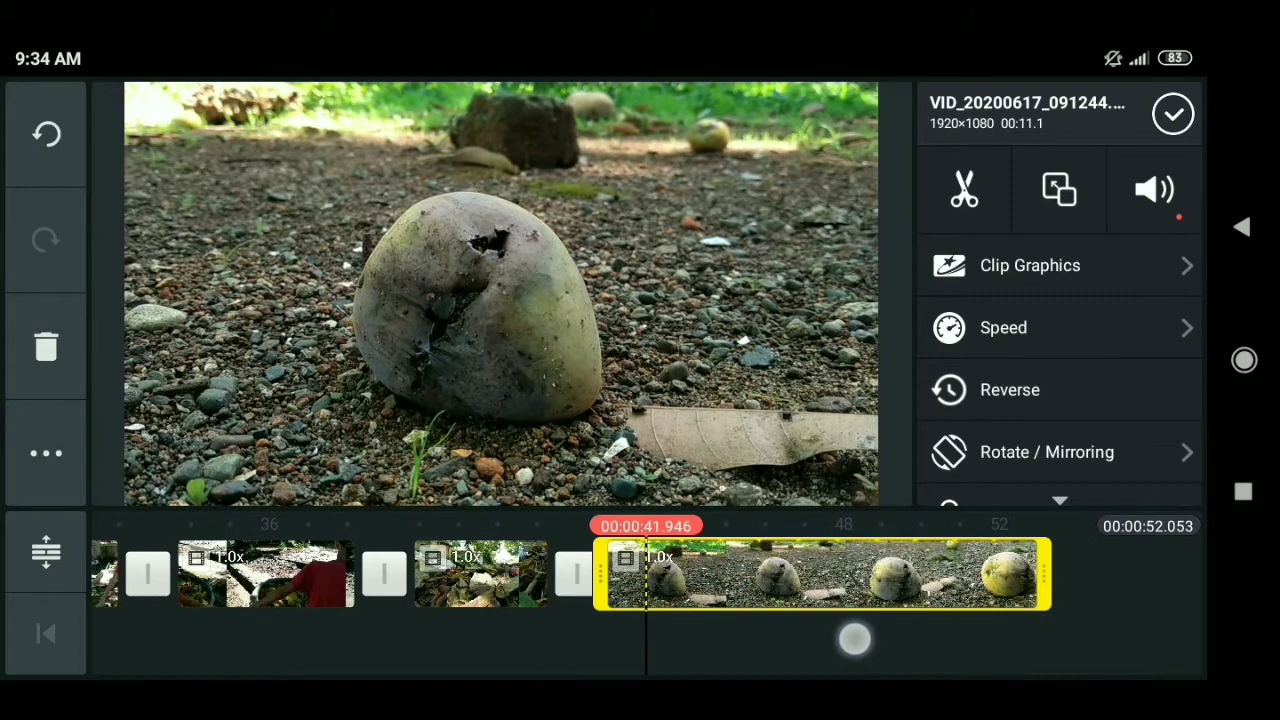 9:34 AM
83
VID_20200617_091244....
1920×1080 00:11.1
Clip Graphics
Speed
Reverse
Rotate / Mirroring
36
00:00:41.946
48
52
00:00:52.053
1.0x
1.0x
1.0x